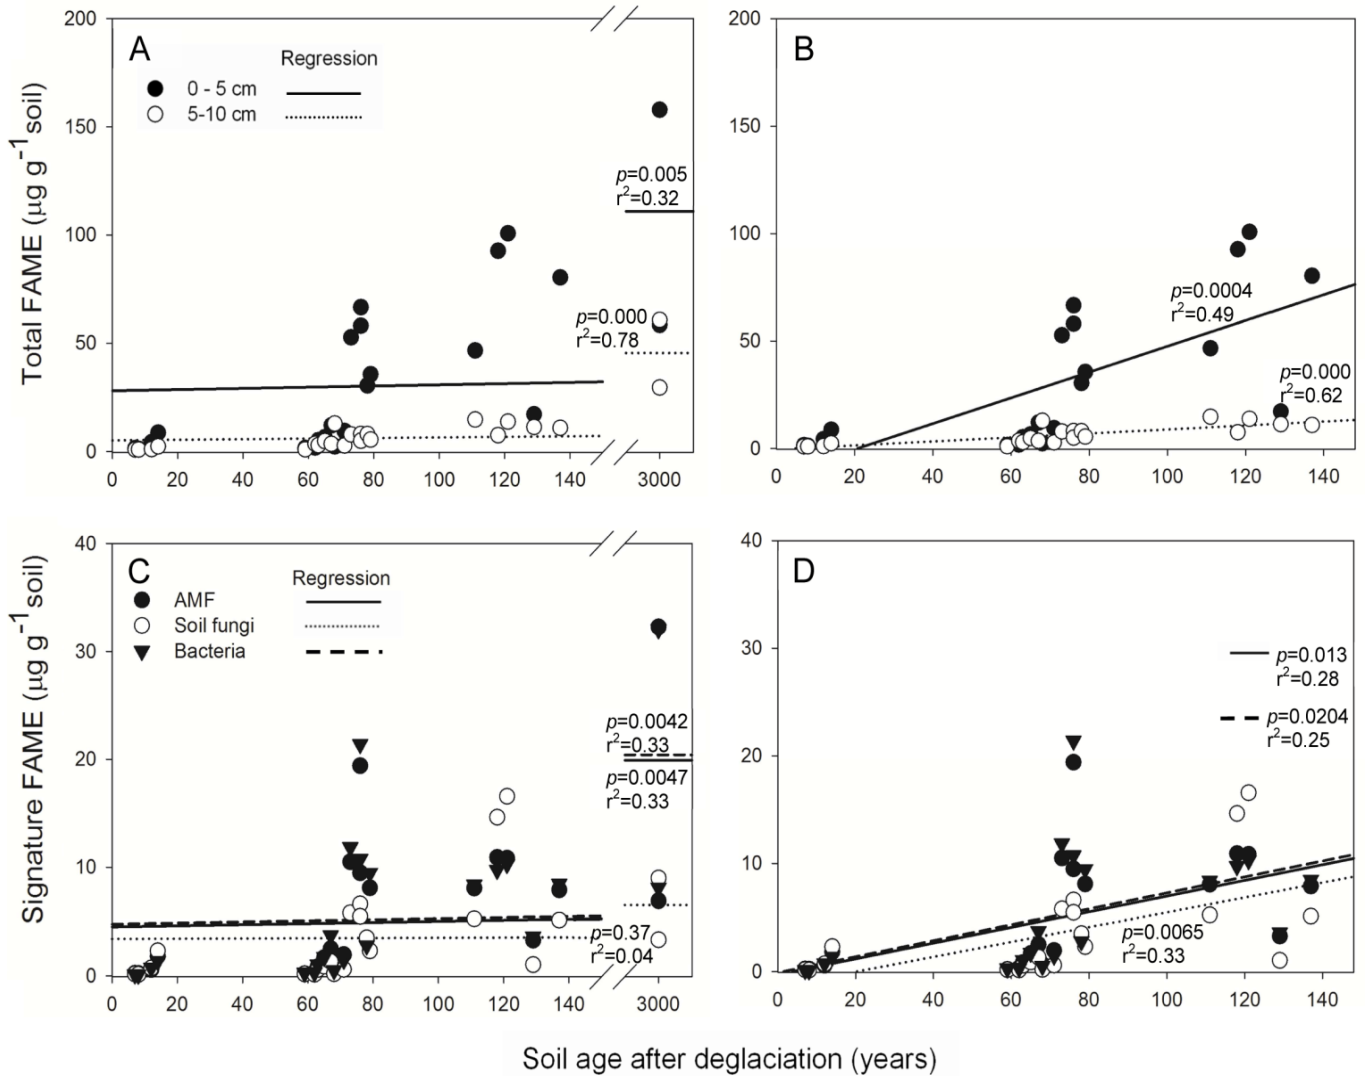 A
Regression
0 - 5 cm
5-10 cm
Total FAME (µg g⁻¹ soil)
200
150
100
50
0
p=0.005
r²=0.32
p=0.000
r²=0.78
0 20 40 60 80 100 120 140 3000
B
200
150
100
50
0
p=0.0004
r²=0.49
p=0.000
r²=0.62
0 20 40 60 80 100 120 140
C
Regression
AMF
Soil fungi
Bacteria
Signature FAME (µg g⁻¹ soil)
40
30
20
10
0
p=0.0042
r²=0.33
p=0.0047
r²=0.33
p=0.37
r²=0.04
0 20 40 60 80 100 120 140 3000
D
40
30
20
10
0
p=0.013
r²=0.28
p=0.0204
r²=0.25
p=0.0065
r²=0.33
0 20 40 60 80 100 120 140
Soil age after deglaciation (years)